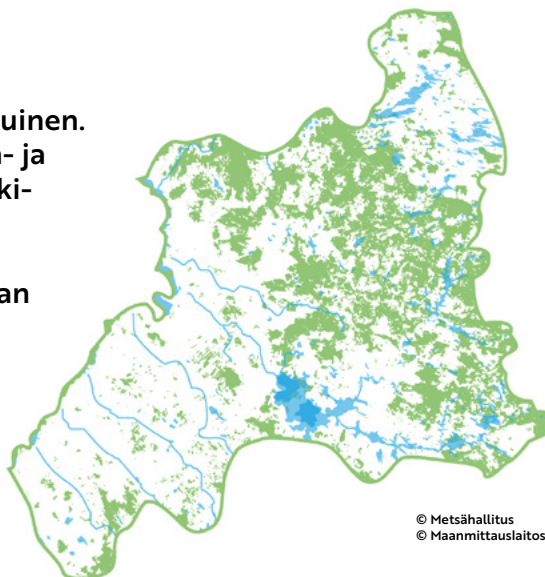 uinen.
- ja
ki-
an
© Metsähallitus
© Maanmittauslaitos